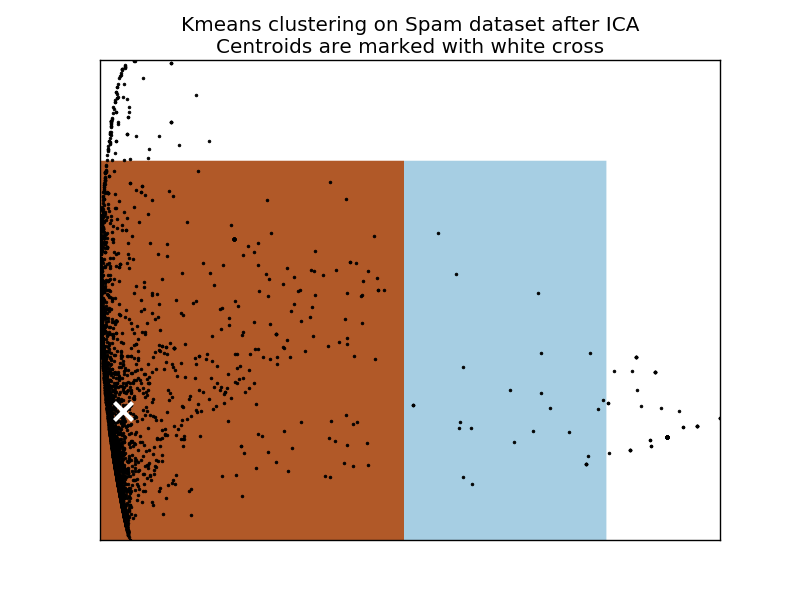 Kmeans clustering on Spam dataset after ICA
Centroids are marked with white cross